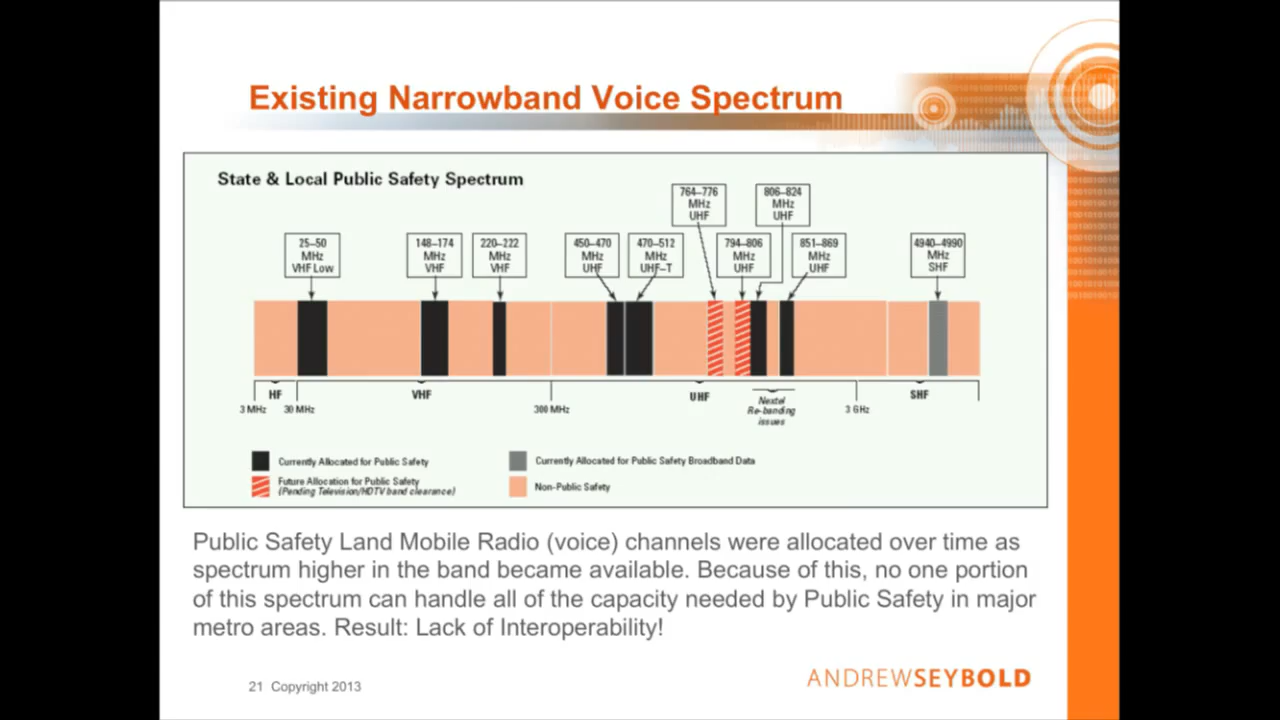 Existing Narrowband Voice Spectrum
State & Local Public Safety Spectrum
764–776
MHz
UHF
806–824
MHz
UHF
25–50
MHz
VHF Low
148–174
MHz
VHF
220–222
MHz
VHF
450–470
MHz
UHF
470–512
MHz
UHF–T
794–806
MHz
UHF
851–869
MHz
UHF
4940–4990
MHz
SHF
HF
VHF
UHF
SHF
3 MHz
30 MHz
300 MHz
3 GHz
Nextel
Re-banding
issues
Currently Allocated for Public Safety
Future Allocation for Public Safety
(Pending Television/HDTV band clearance)
Currently Allocated for Public Safety Broadband Data
Non-Public Safety
Public Safety Land Mobile Radio (voice) channels were allocated over time as
spectrum higher in the band became available. Because of this, no one portion
of this spectrum can handle all of the capacity needed by Public Safety in major
metro areas. Result: Lack of Interoperability!
21 Copyright 2013
ANDREWSEYBOLD